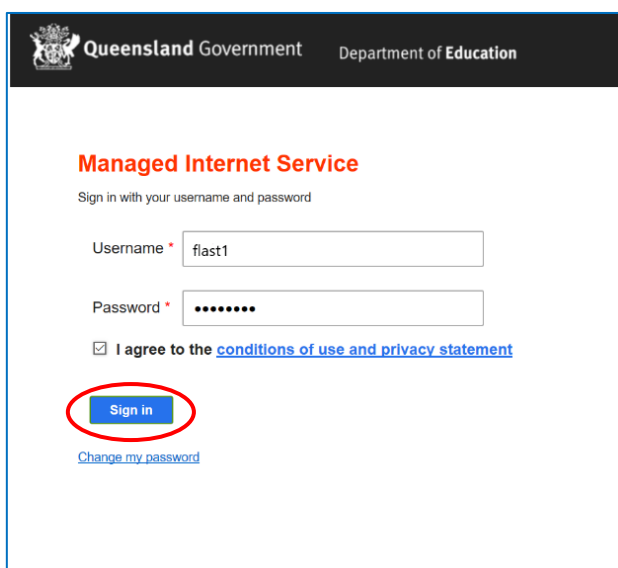 Queensland Government Department of Education
Managed Internet Service
Sign in with your username and password
Username * flast1
Password * ••••••••
I agree to the conditions of use and privacy statement
Sign in
Change my password